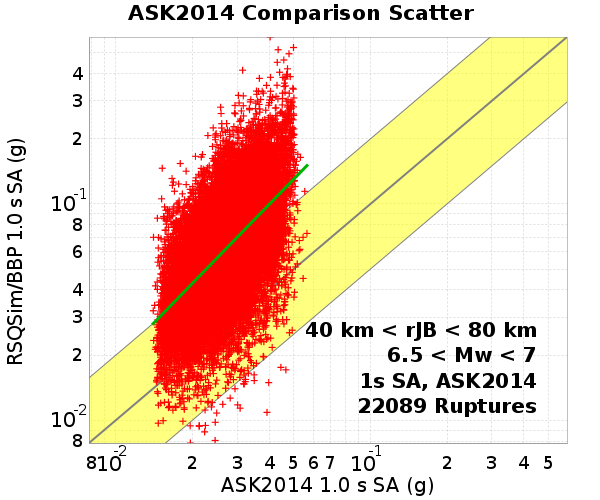 ASK2014 Comparison Scatter
RSQSim/BBP 1.0 s SA (g)
4
3
2
10-1
8
6
4
3
2
10-2
8
40 km < rJB < 80 km
6.5 < Mw < 7
1s SA, ASK2014
22089 Ruptures
8 10-2 2 3 4 5 6 7 10-1 2 3 4 5
ASK2014 1.0 s SA (g)